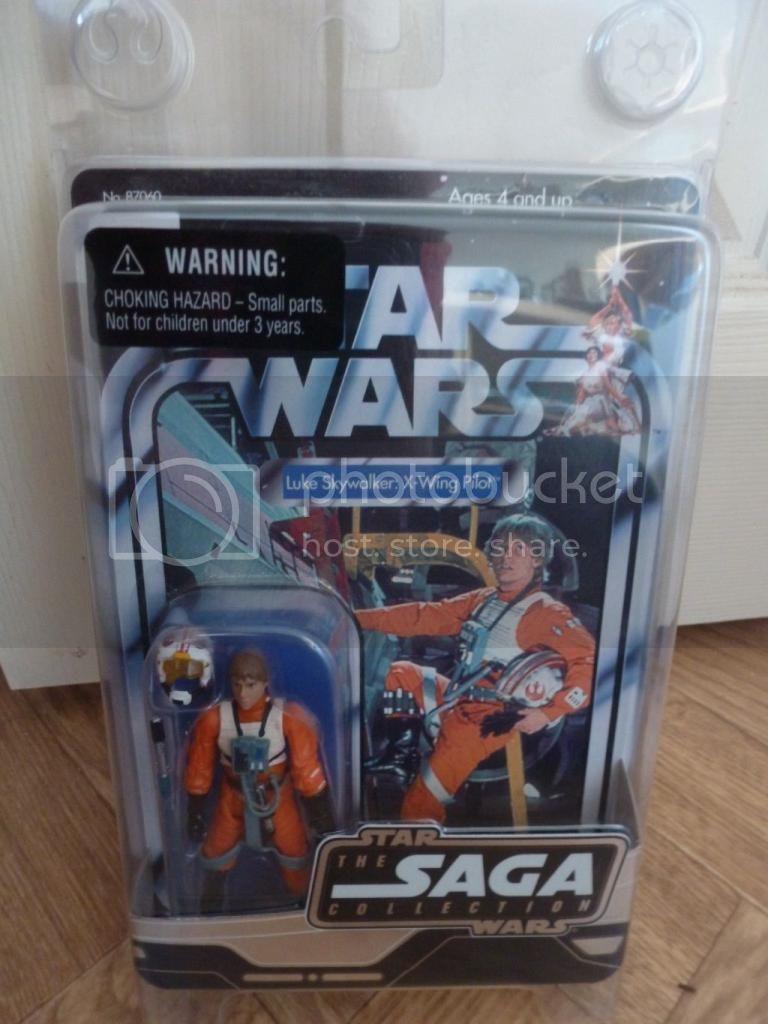 No. 87060
Ages 4 and up
WARNING:
CHOKING HAZARD – Small parts.
Not for children under 3 years.
STAR
WARS
Luke Skywalker: X-Wing Pilot
photobucket
host. store. share.
STAR
THE
SAGA
COLLECTION
WARS